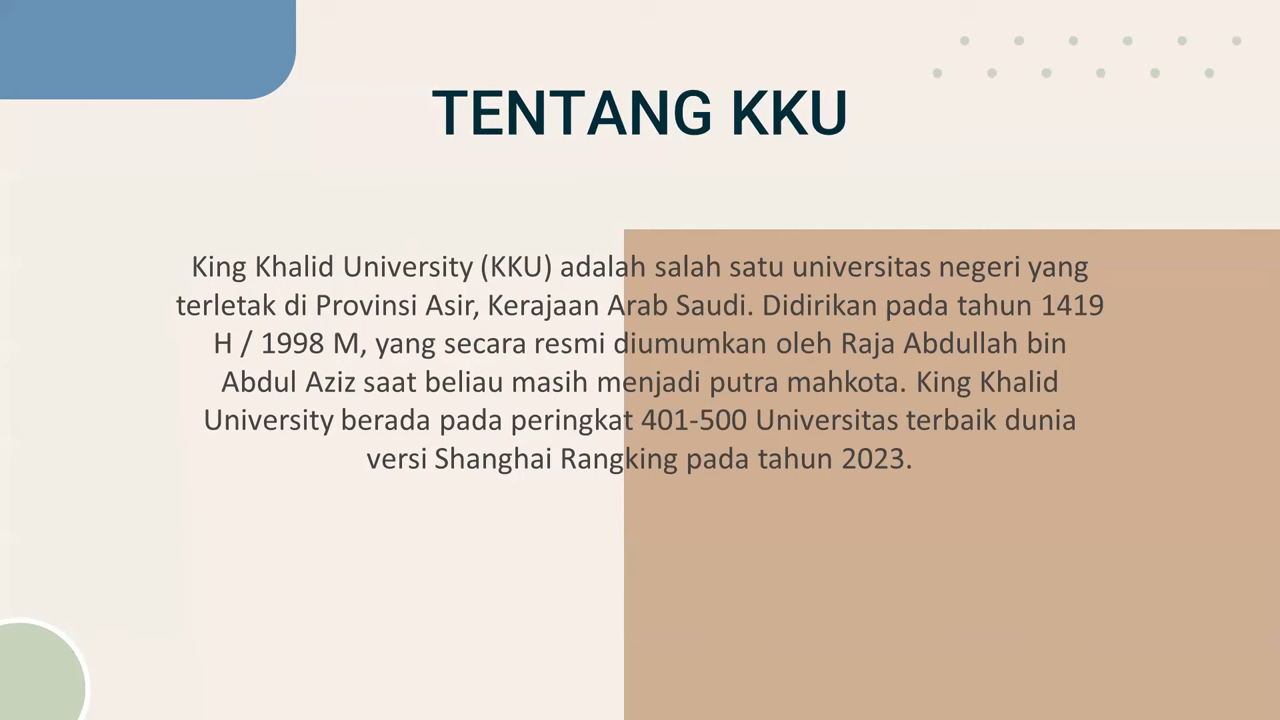 TENTANG KKU
King Khalid University (KKU) adalah salah satu universitas negeri yang
terletak di Provinsi Asir, Kerajaan Arab Saudi. Didirikan pada tahun 1419
H / 1998 M, yang secara resmi diumumkan oleh Raja Abdullah bin
Abdul Aziz saat beliau masih menjadi putra mahkota. King Khalid
University berada pada peringkat 401-500 Universitas terbaik dunia
versi Shanghai Rangking pada tahun 2023.